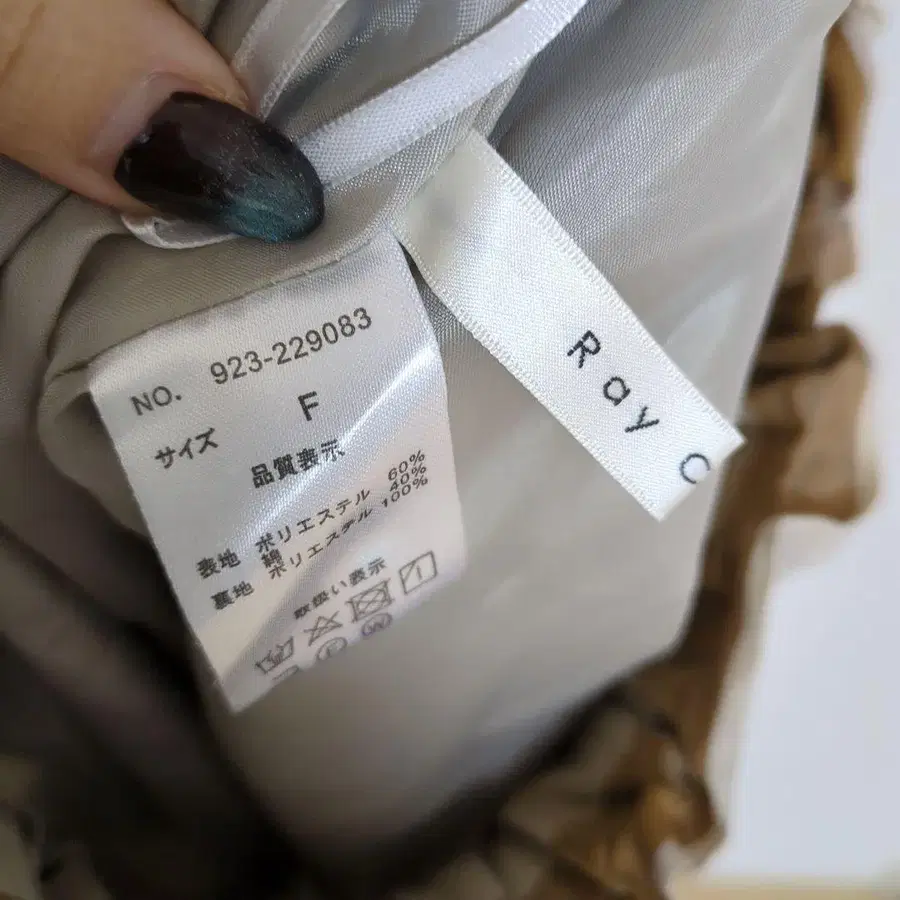 NO. 923-229083
サイズ F
品質表示
表地 ポリエステル 60%
綿 40%
裏地 ポリエステル 100%
取扱い表示
Ray C